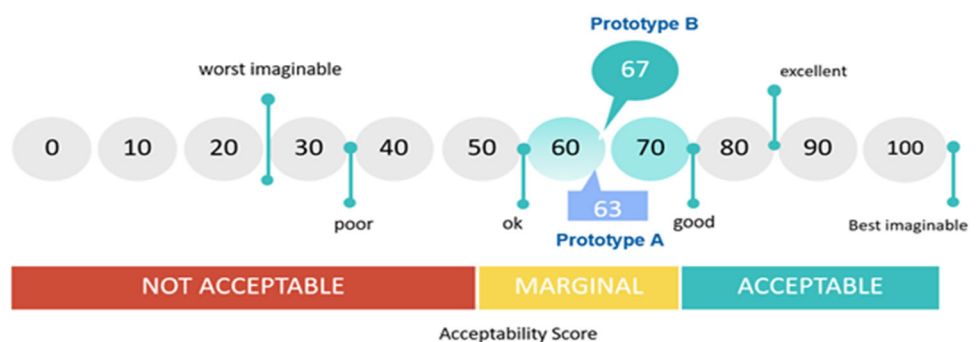 Prototype B
67
worst imaginable
excellent
0 10 20 30 40 50 60 70 80 90 100
poor
ok
63
good
Best imaginable
Prototype A
NOT ACCEPTABLE MARGINAL ACCEPTABLE
Acceptability Score